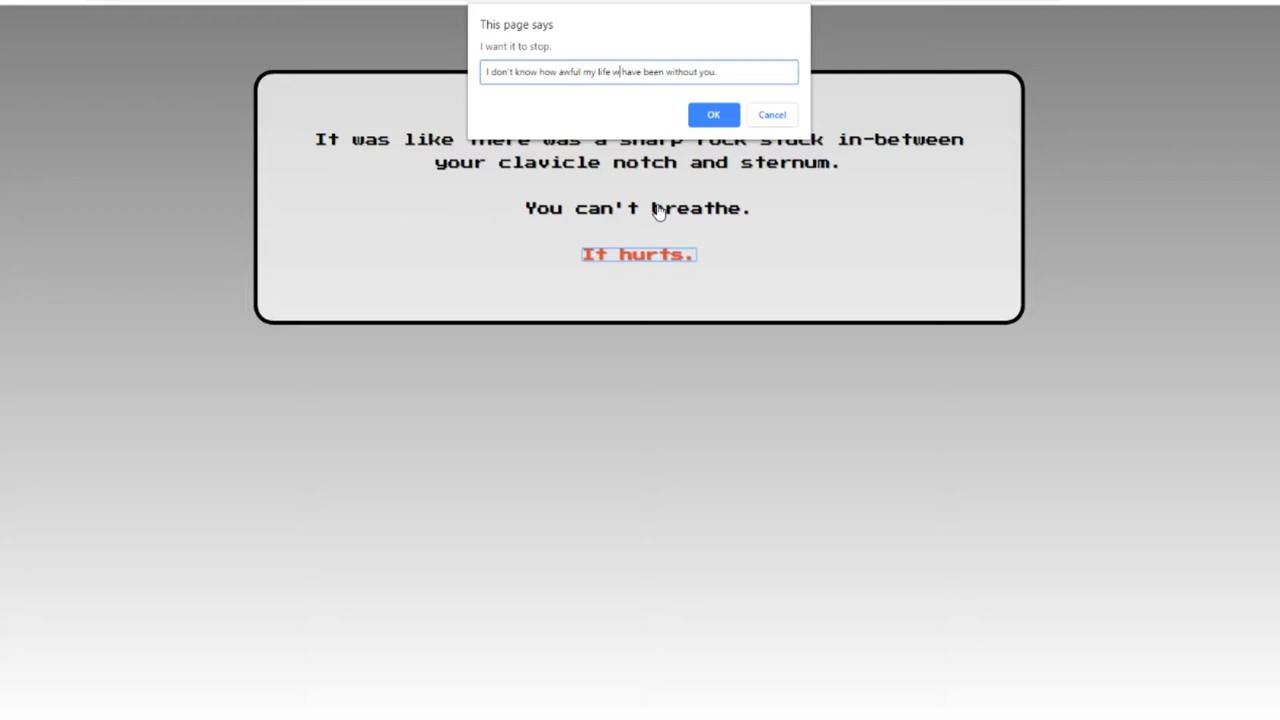 This page says
I want it to stop.
I don't know how awful my life w have been without you.
OK
Cancel
It was like there was a sharp rock stuck in-between
your clavicle notch and sternum.
You can't breathe.
It hurts.